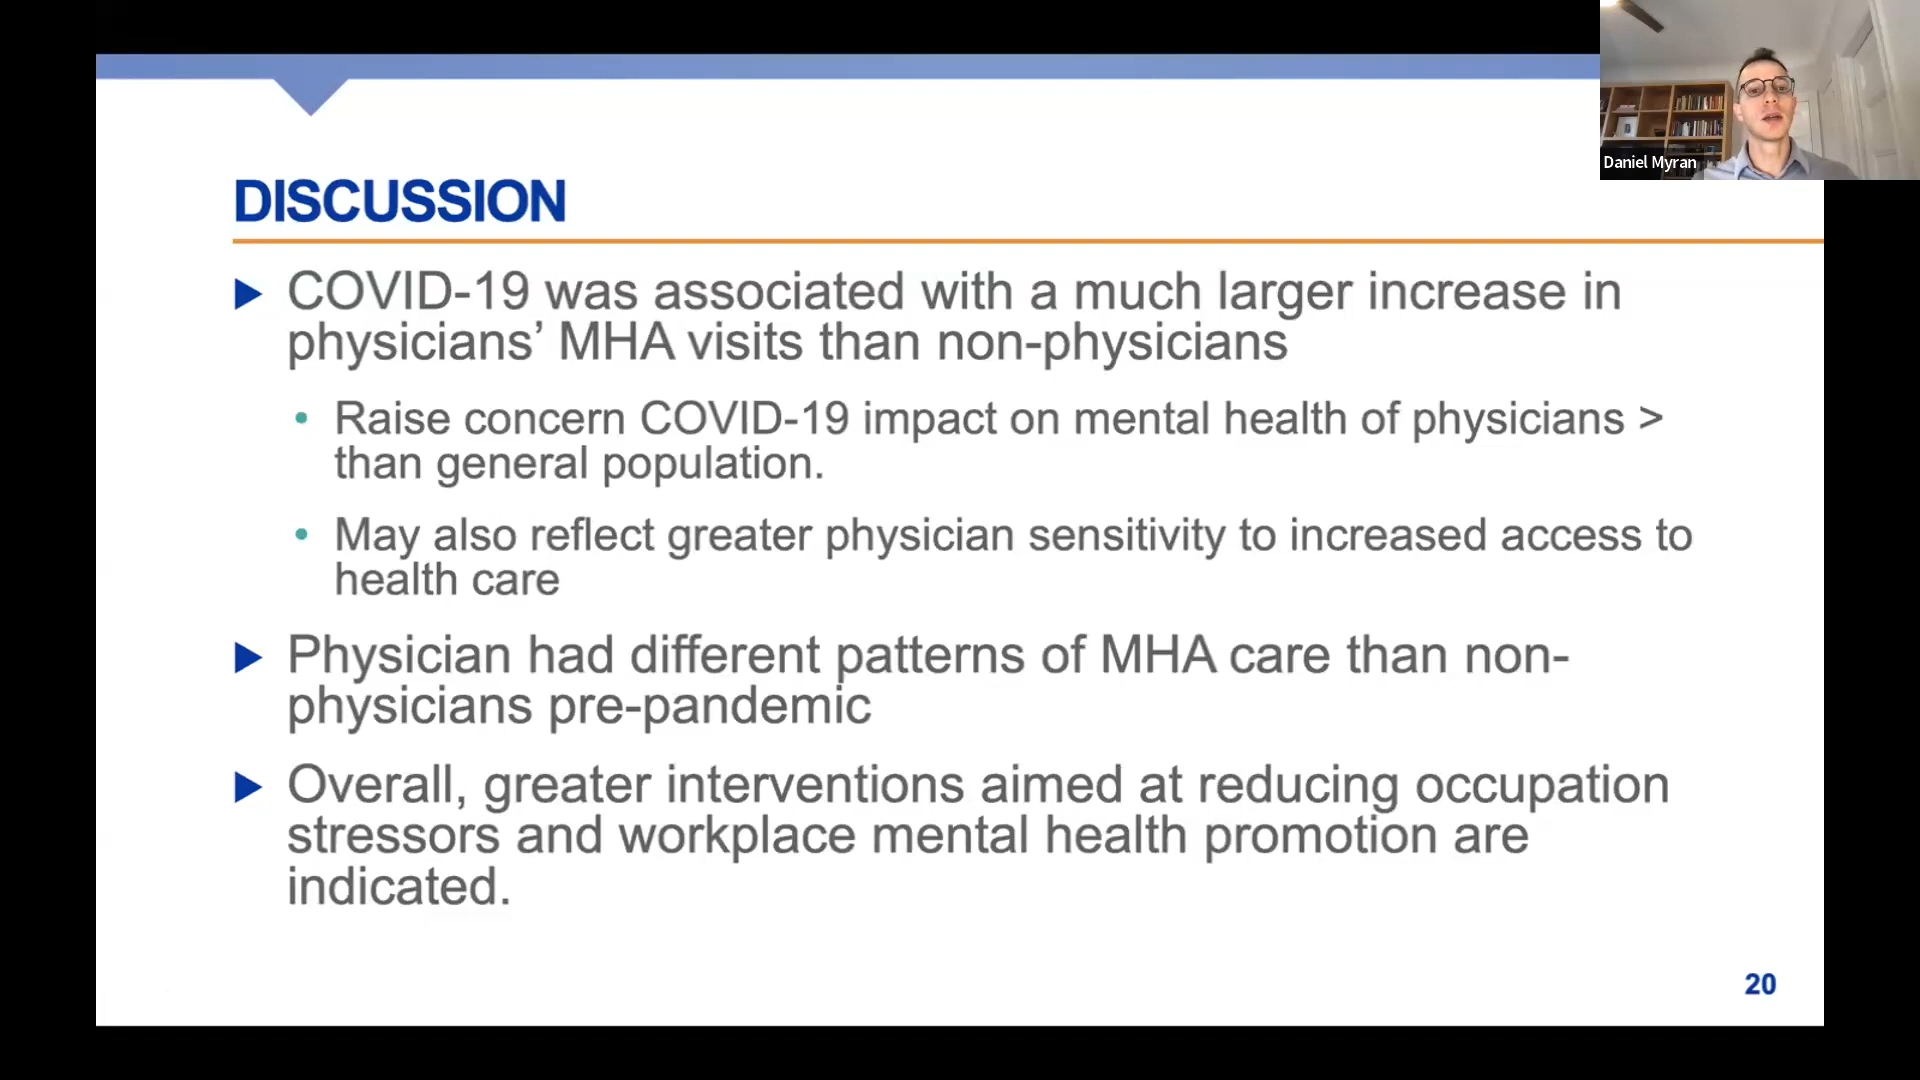 Daniel Myran
DISCUSSION
COVID-19 was associated with a much larger increase in
physicians’ MHA visits than non-physicians
Raise concern COVID-19 impact on mental health of physicians >
than general population.
May also reflect greater physician sensitivity to increased access to
health care
Physician had different patterns of MHA care than non-
physicians pre-pandemic
Overall, greater interventions aimed at reducing occupation
stressors and workplace mental health promotion are
indicated.
20